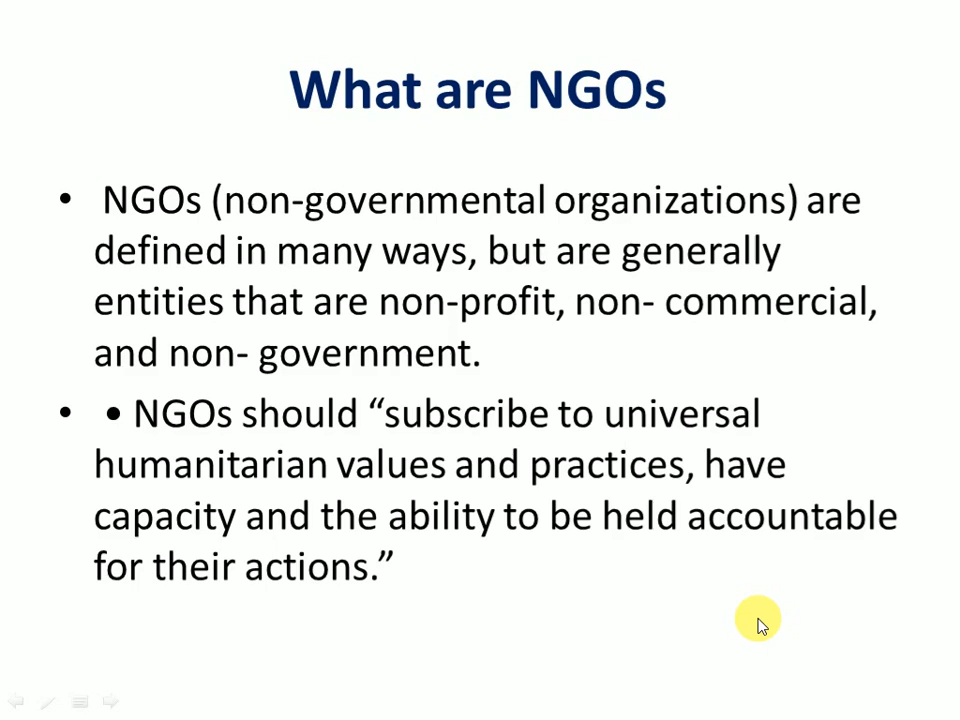 What are NGOs
• NGOs (non-governmental organizations) are
defined in many ways, but are generally
entities that are non-profit, non- commercial,
and non- government.
• • NGOs should “subscribe to universal
humanitarian values and practices, have
capacity and the ability to be held accountable
for their actions.”